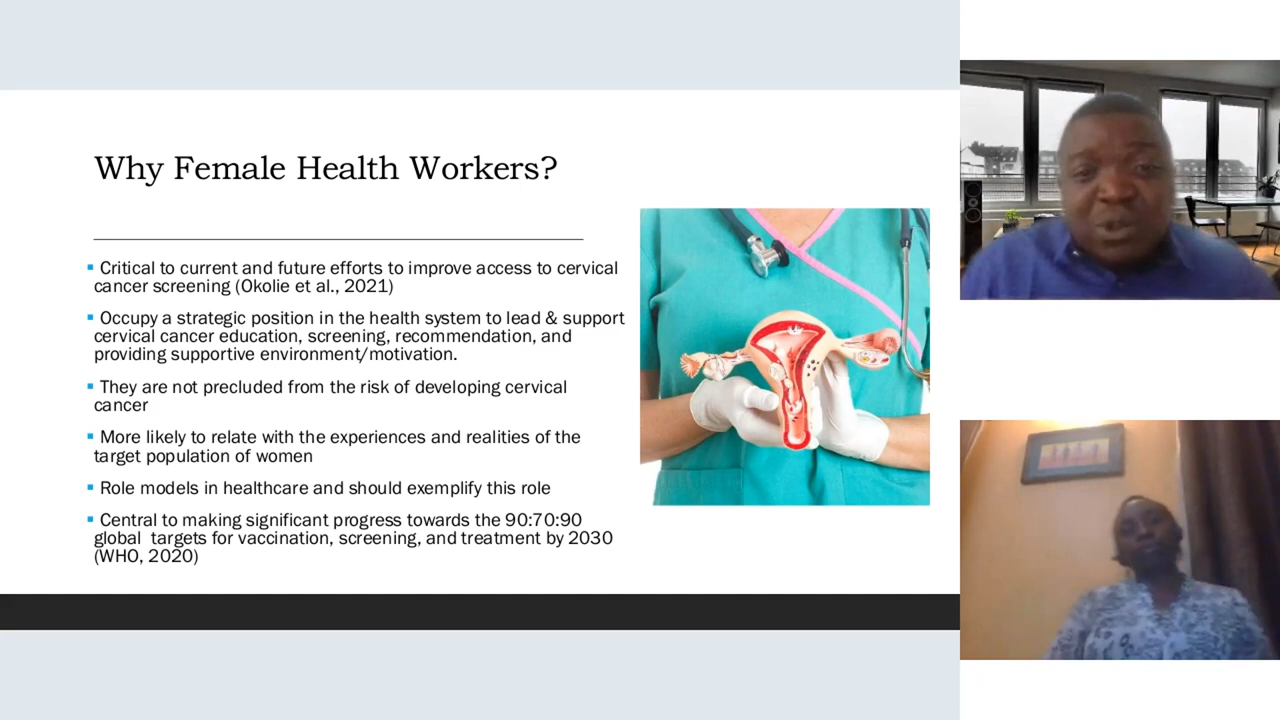 Why Female Health Workers?
▪ Critical to current and future efforts to improve access to cervical
cancer screening (Okolie et al., 2021)
▪ Occupy a strategic position in the health system to lead & support
cervical cancer education, screening, recommendation, and
providing supportive environment/motivation.
▪ They are not precluded from the risk of developing cervical
cancer
▪ More likely to relate with the experiences and realities of the
target population of women
▪ Role models in healthcare and should exemplify this role
▪ Central to making significant progress towards the 90:70:90
global  targets for vaccination, screening, and treatment by 2030
(WHO, 2020)